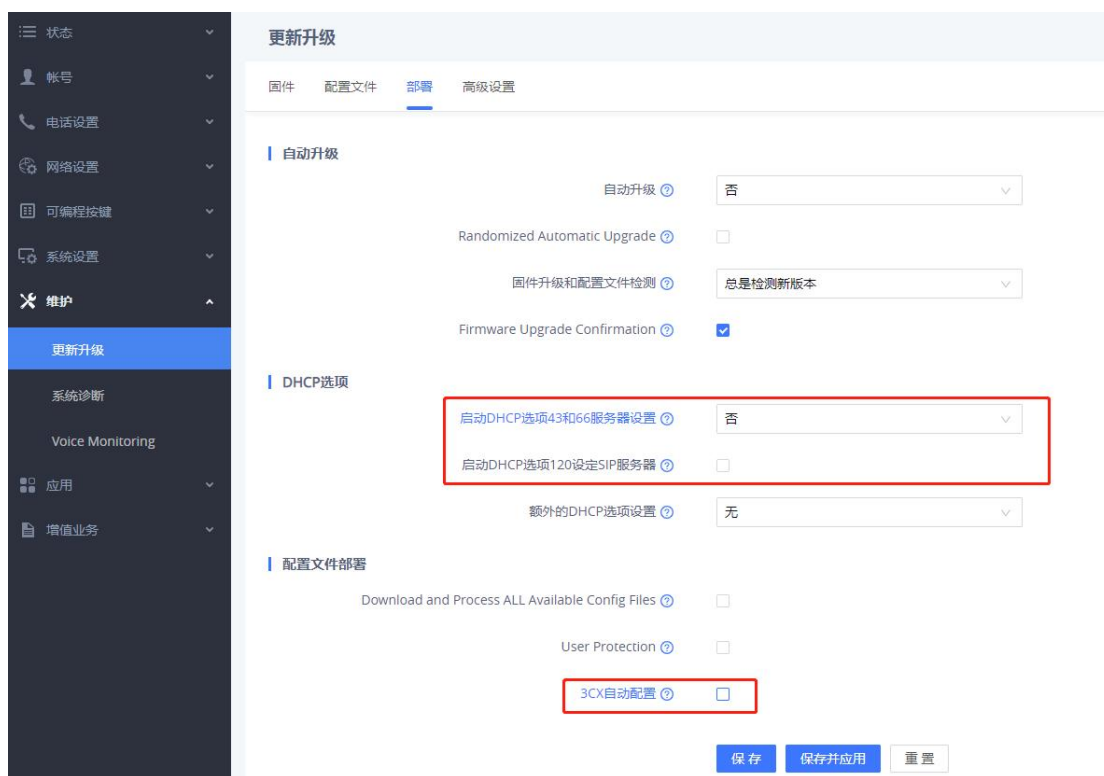 状态
帐号
电话设置
网络设置
可编程按键
系统设置
维护
更新升级
系统诊断
Voice Monitoring
应用
增值业务
更新升级
固件 配置文件 部署 高级设置
自动升级
自动升级 否
Randomized Automatic Upgrade
固件升级和配置文件检测 总是检测新版本
Firmware Upgrade Confirmation
DHCP选项
启动DHCP选项43和66服务器设置 否
启动DHCP选项120设定SIP服务器
额外的DHCP选项设置 无
配置文件部署
Download and Process ALL Available Config Files
User Protection
3CX自动配置
保存 保存并应用 重置